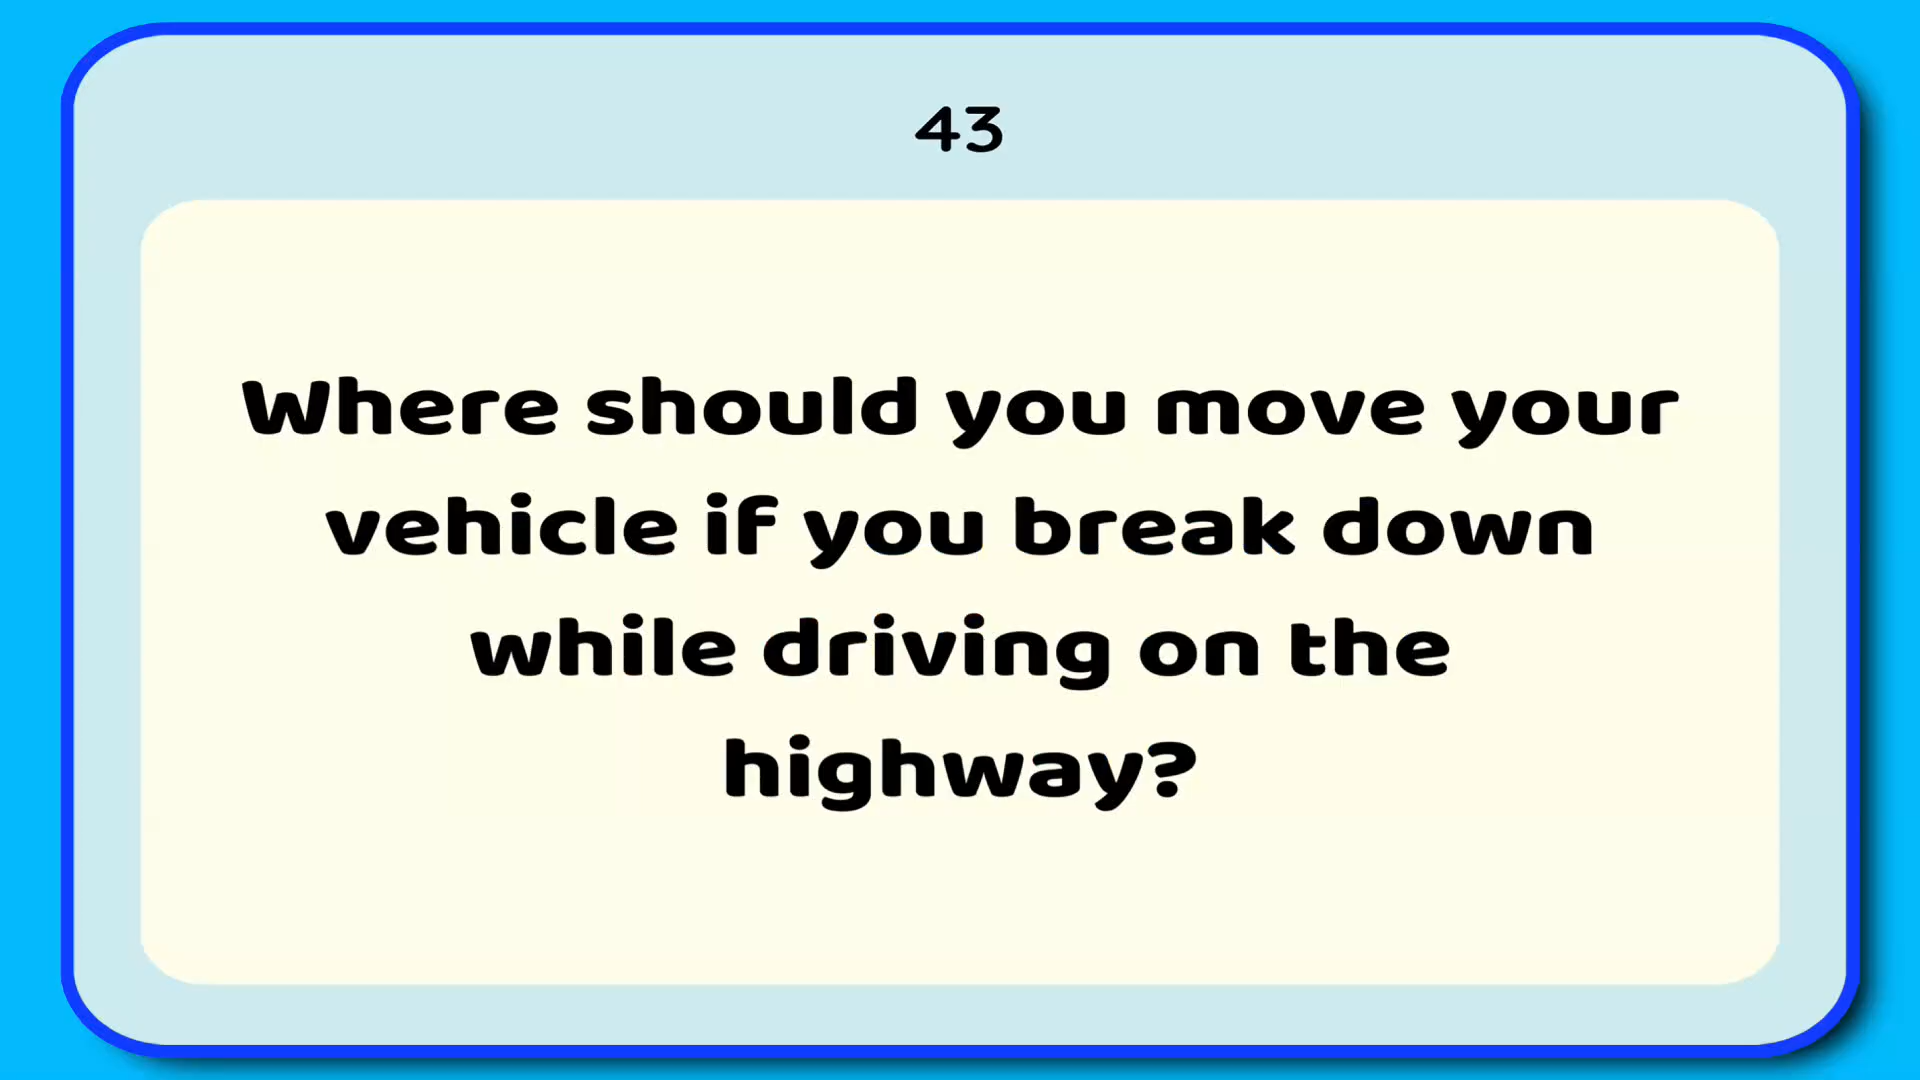 43
Where should you move your
vehicle if you break down
while driving on the
highway?